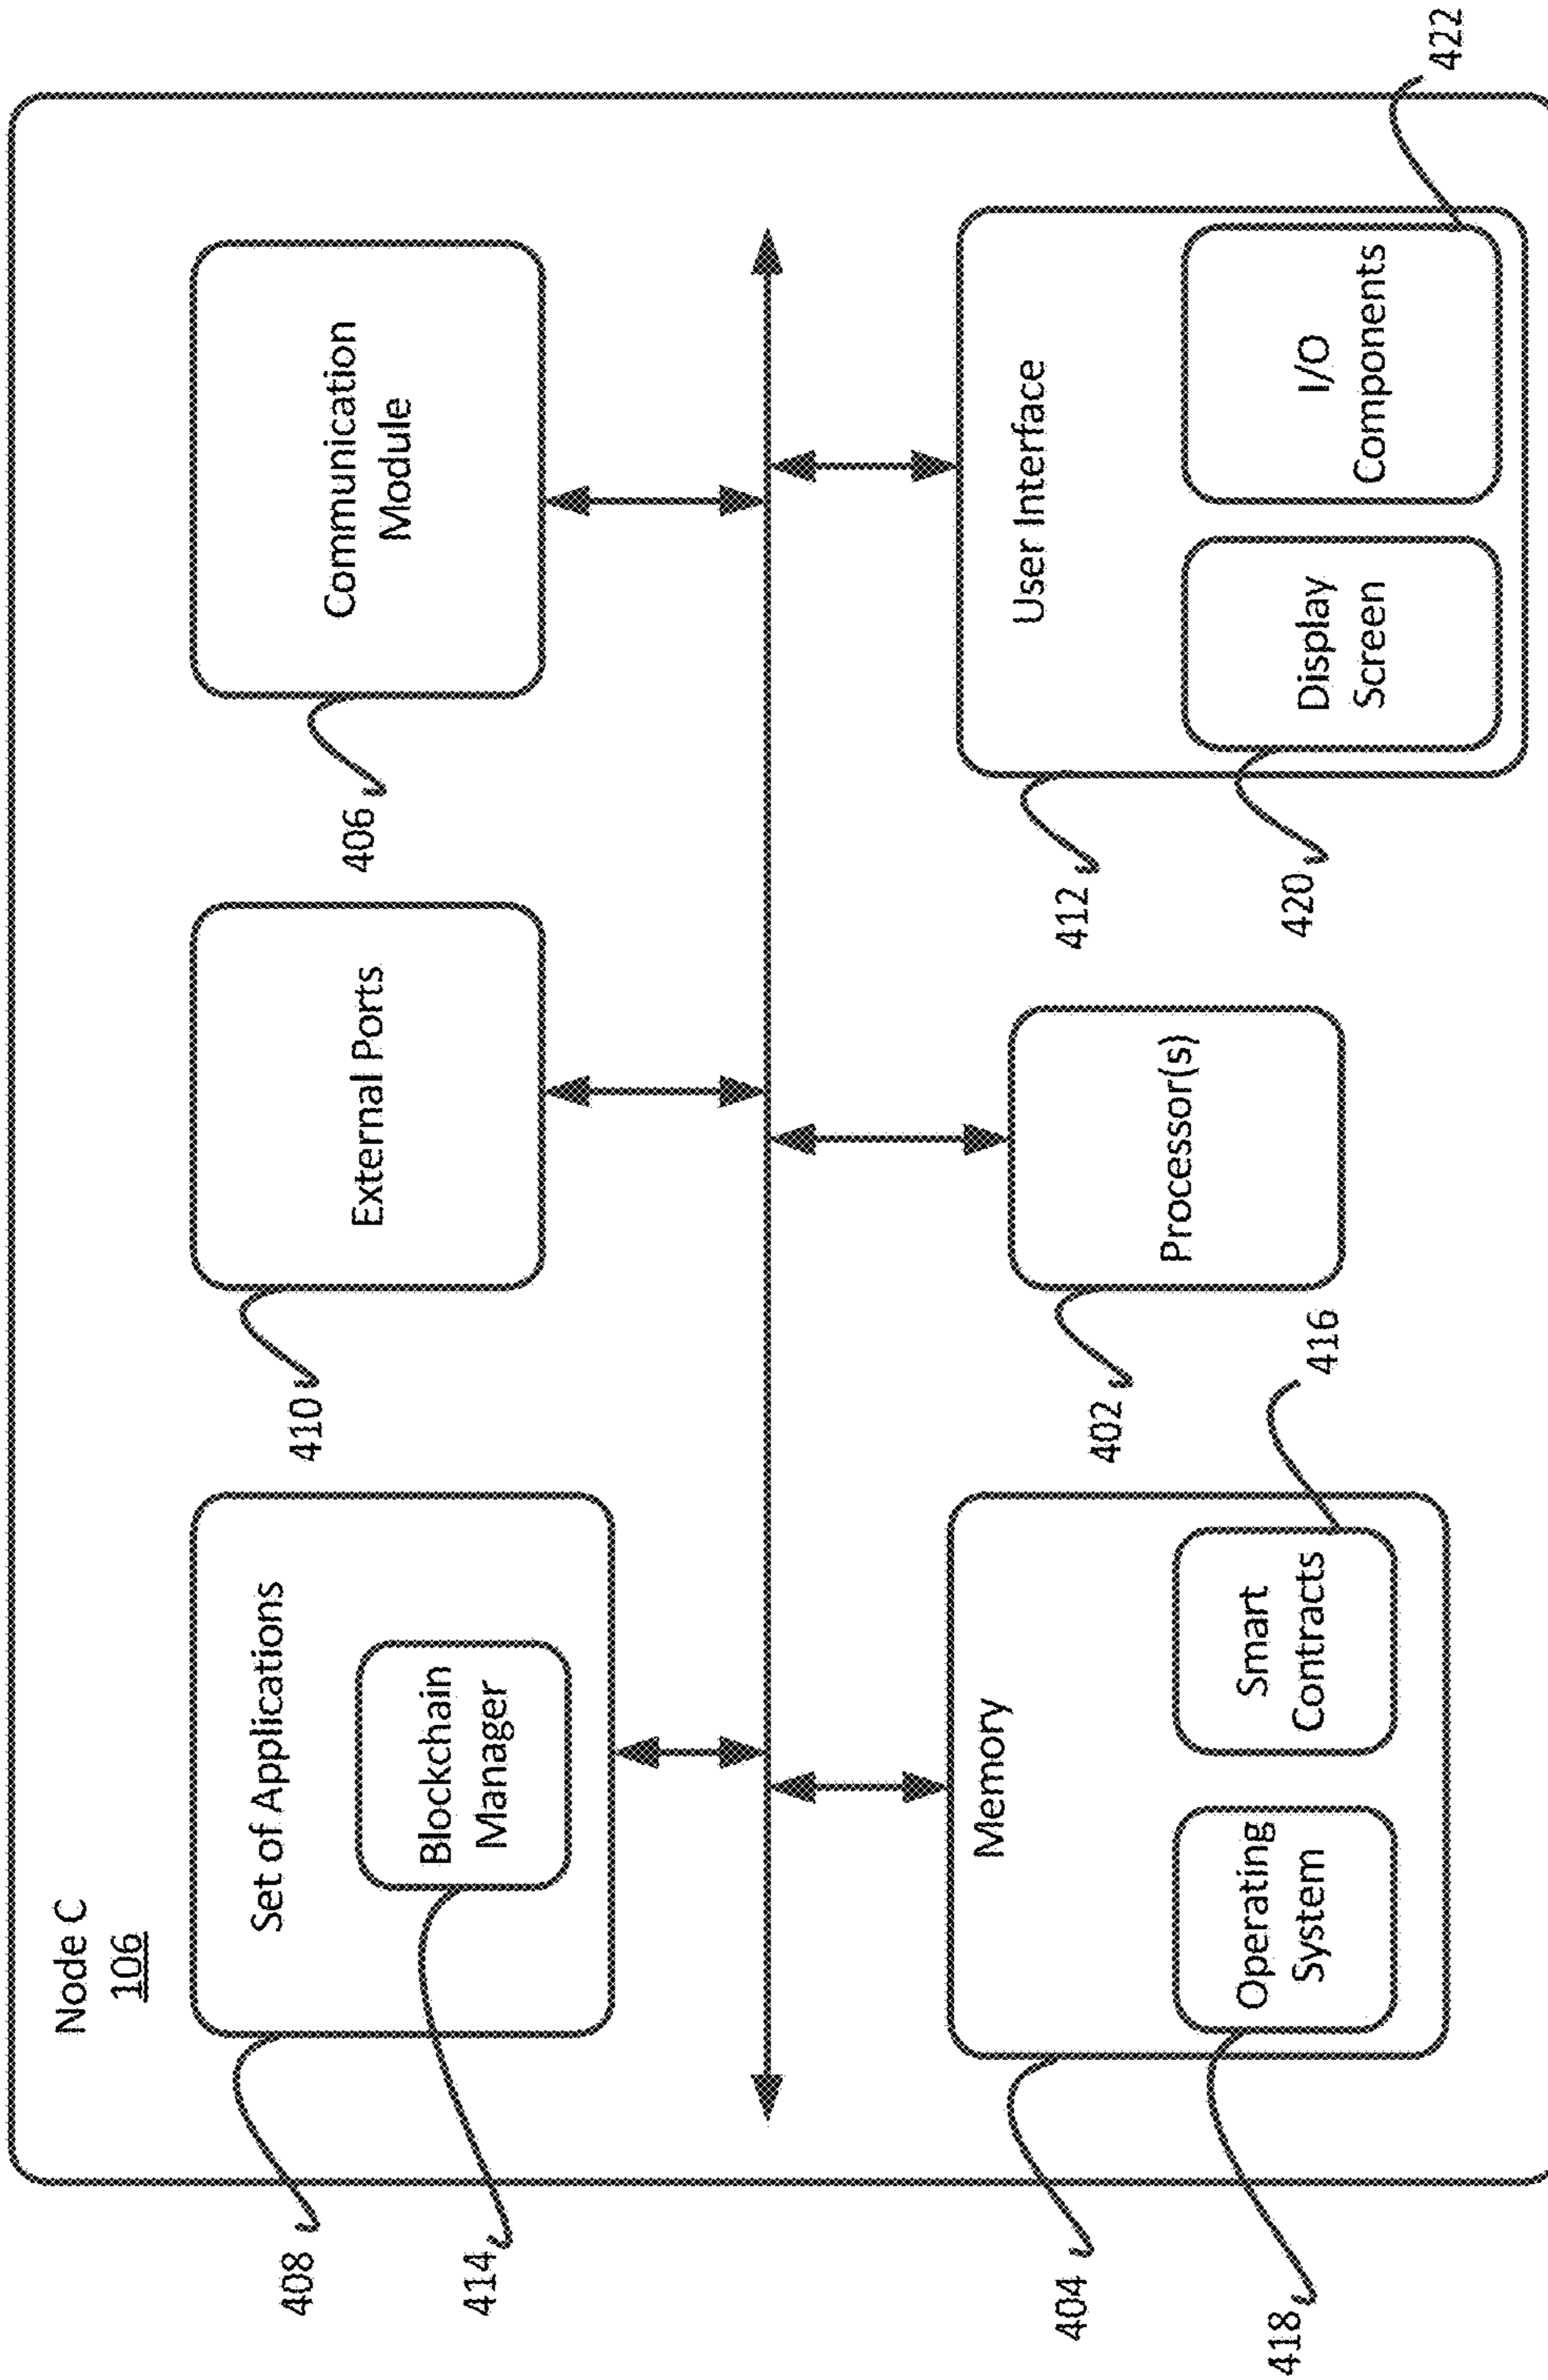 Node C
106
408
Set of Applications
414
Blockchain
Manager
410
External Ports
406
Communication
Module
404
Memory
418
Operating
System
416
Smart
Contracts
402
Processor(s)
412
User Interface
420
Display
Screen
422
I/O
Components